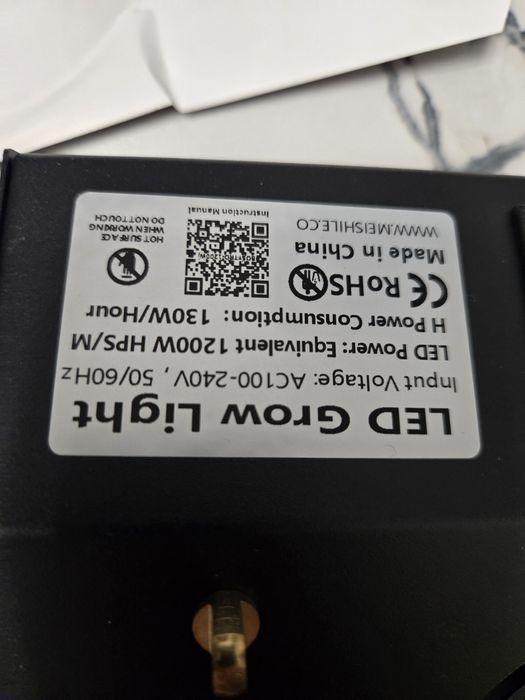 LED Grow Light
Input Voltage: AC100-240V, 50/60Hz
LED Power: Equivalent 1200W HPS/M
H Power Consumption: 130W/Hour
CE RoHS
Made in China
WWW.MEISHILE.CO
Instruction Manual
HOT SURFACE
WHEN WORKING
DO NOT TOUCH